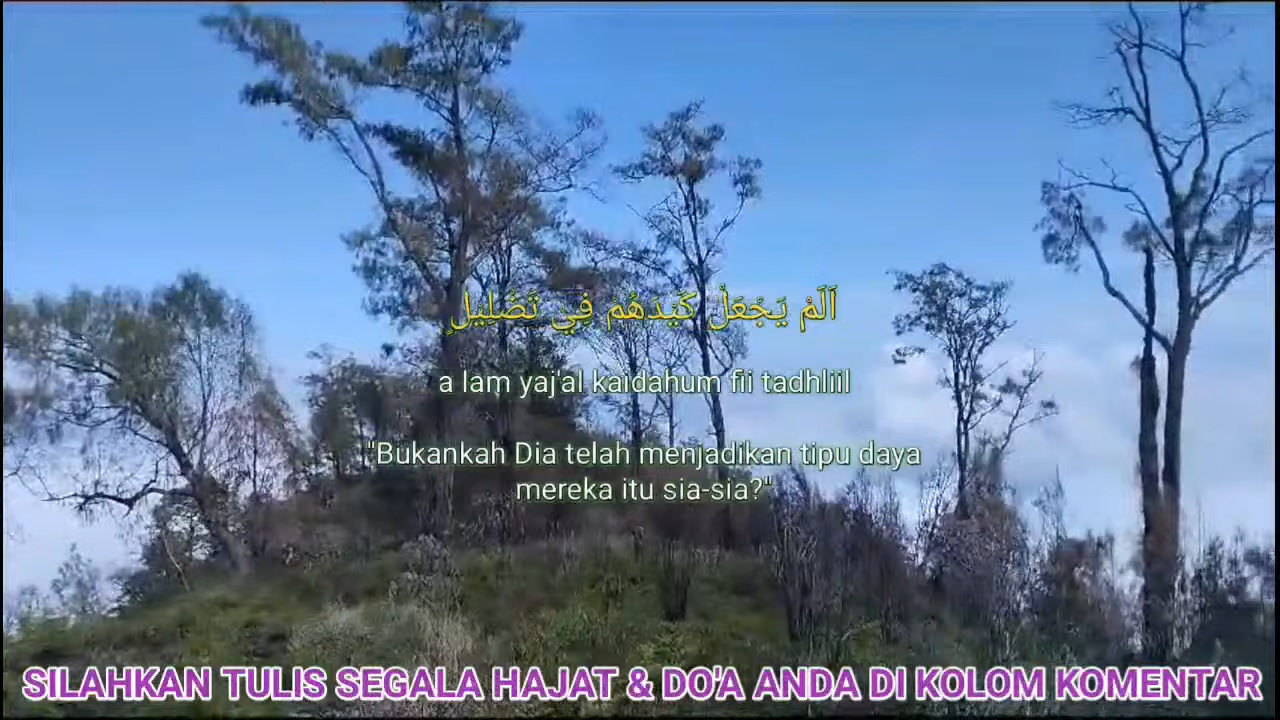 اَلَمْ يَجْعَلْ كَيْدَهُمْ فِيْ تَضْلِيْلٍ
a lam yaj'al kaidahum fii tadhliil
"Bukankah Dia telah menjadikan tipu daya
mereka itu sia-sia?"
SILAHKAN TULIS SEGALA HAJAT & DO'A ANDA DI KOLOM KOMENTAR